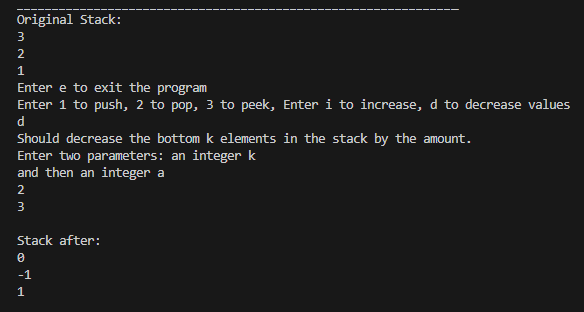 Original Stack:
3
2
1
Enter e to exit the program
Enter 1 to push, 2 to pop, 3 to peek, Enter i to increase, d to decrease values
d
Should decrease the bottom k elements in the stack by the amount.
Enter two parameters: an integer k
and then an integer a
2
3
Stack after:
0
-1
1